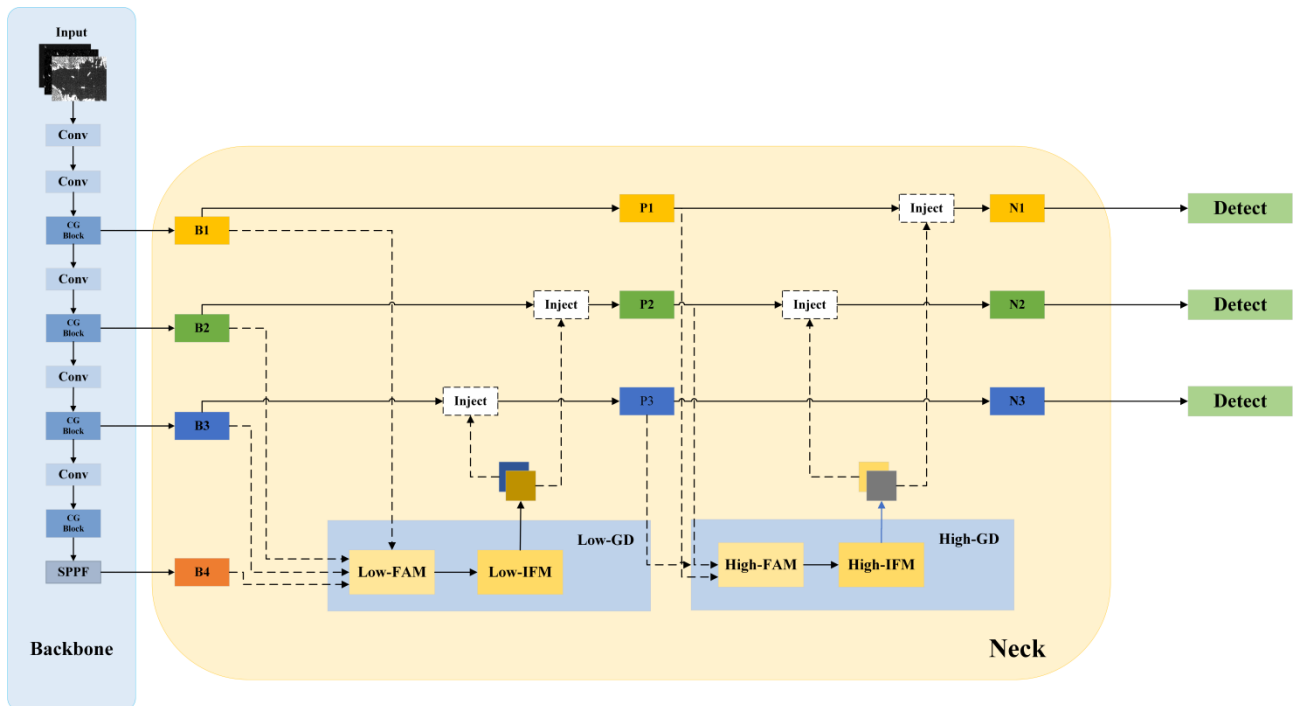 Input
Conv
Conv
CG
Block
Conv
CG
Block
Conv
CG
Block
Conv
CG
Block
SPPF
Backbone
B1
P1
Inject
N1
Detect
B2
Inject
P2
Inject
N2
Detect
B3
Inject
P3
N3
Detect
B4
Low-GD
Low-FAM
Low-IFM
High-GD
High-FAM
High-IFM
Neck